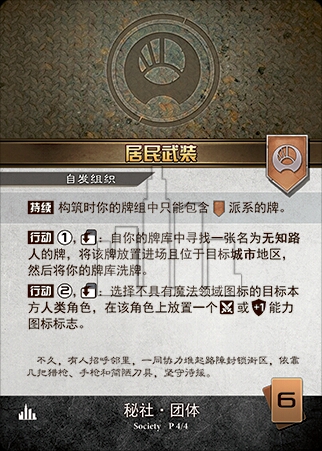 居民武装
自发组织
持续 构筑时你的牌组中只能包含 派系的牌。
行动 ①, : 自你的牌库中寻找一张名为无知路
人的牌，将该牌放置进场且位于目标城市地区，
然后将你的牌库洗牌。
行动 ②, : 选择不具有魔法领域图标的目标本
方人类角色，在该角色上放置一个 或 +1 能力
图标标志。
不久，有人招呼邻里，一同协力堆起路障封锁街区，依靠
几把猎枪、手枪和简陋刀具，坚守待援。
秘社·团体
Society P 4/4
6